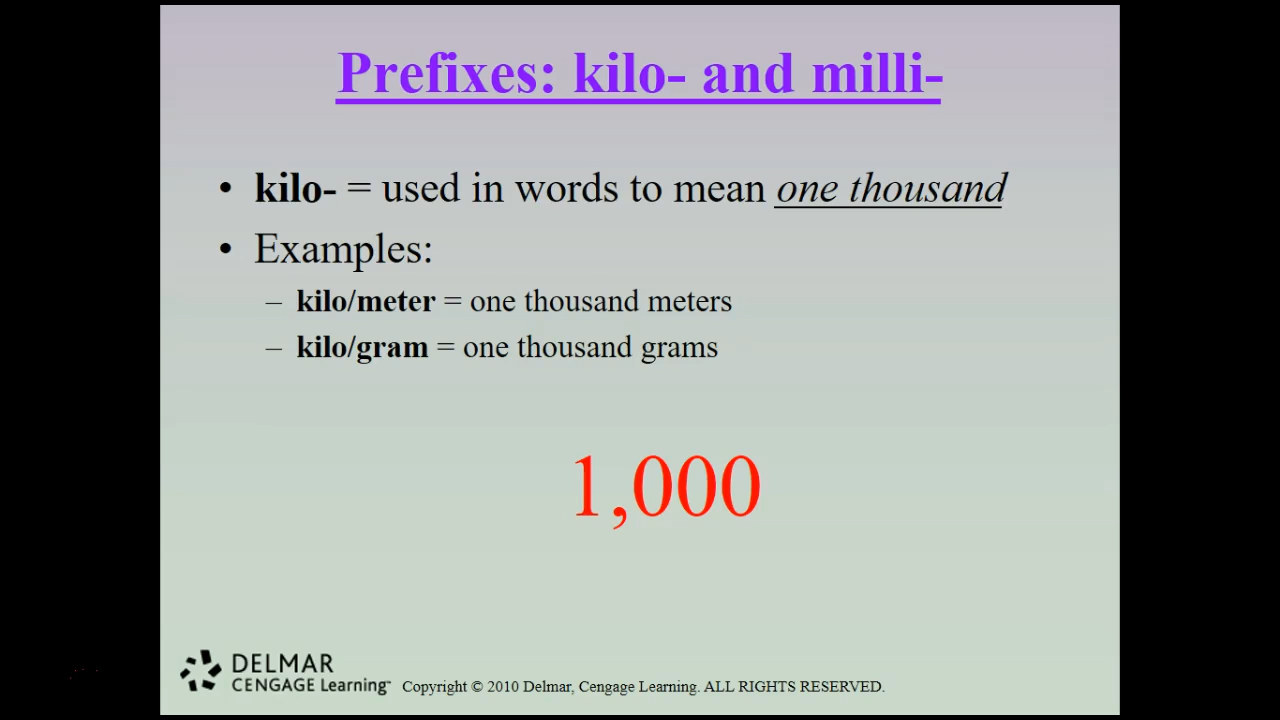 Prefixes: kilo- and milli-
• kilo- = used in words to mean one thousand
• Examples:
– kilo/meter = one thousand meters
– kilo/gram = one thousand grams
1,000
DELMAR
CENGAGE Learning™ Copyright © 2010 Delmar, Cengage Learning. ALL RIGHTS RESERVED.